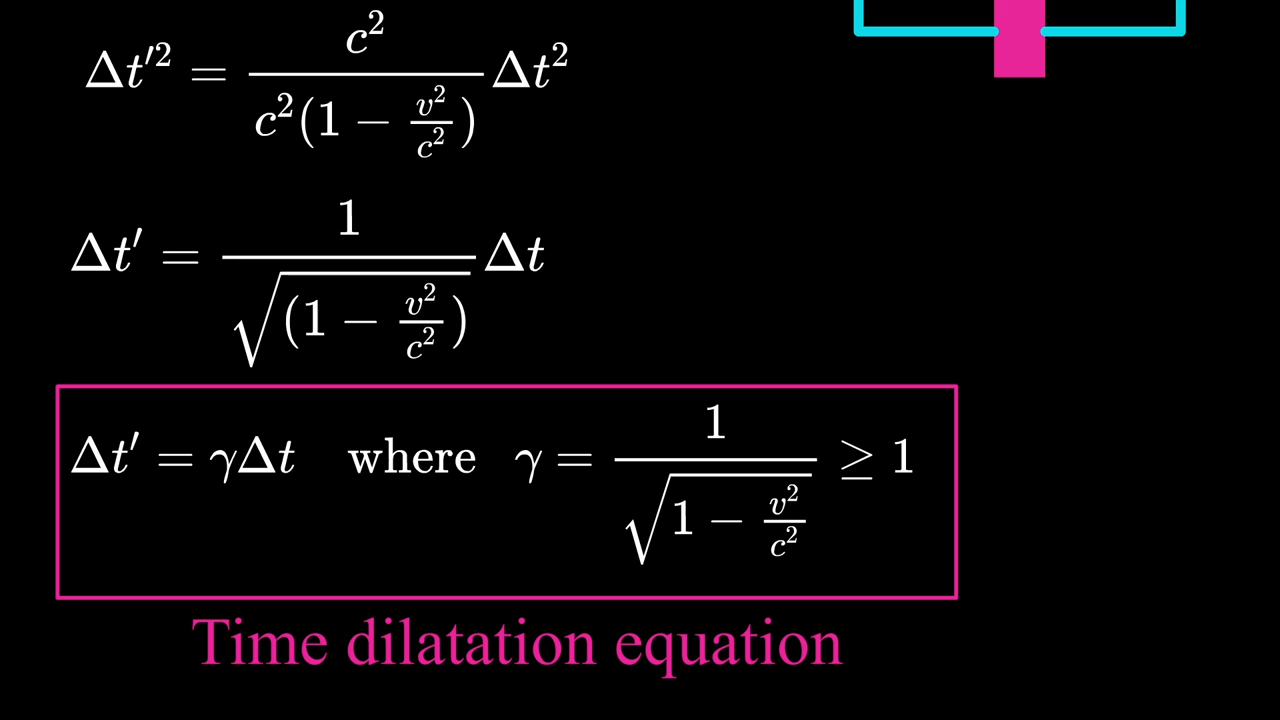 Δt′² = c² / c²(1 − v²/c²) Δt²
Δt′ = 1 / √(1 − v²/c²) Δt
Δt′ = γΔt where γ = 1 / √1 − v²/c² ≥ 1
Time dilatation equation